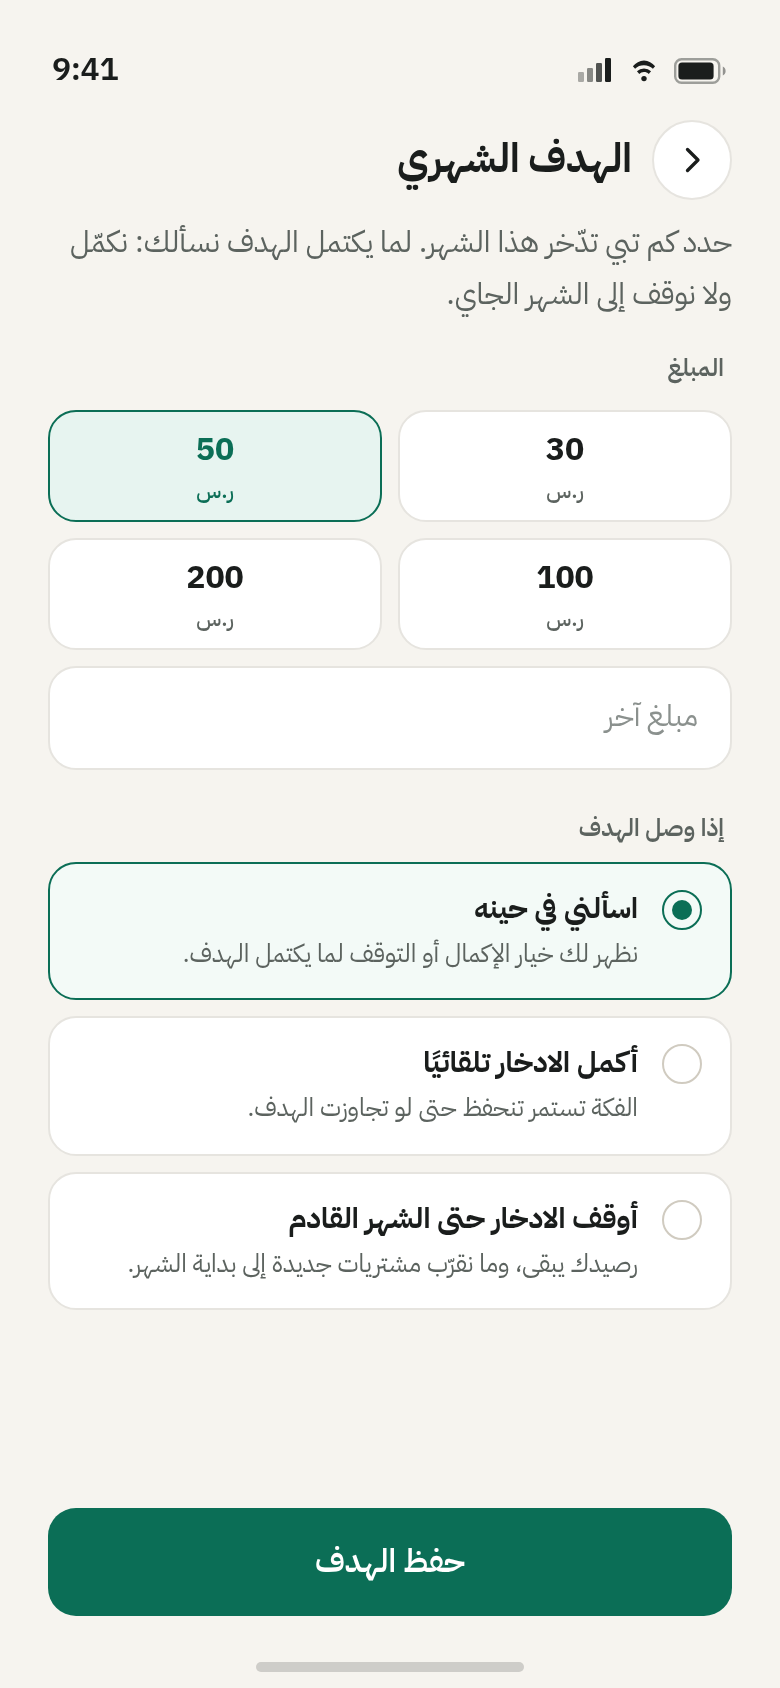 9:41
الهدف الشهري
حدد كم تبي تدّخر هذا الشهر. لما يكتمل الهدف نسألك: نكمّل
ولا نوقف إلى الشهر الجاي.
المبلغ
30
ر.س
50
ر.س
100
ر.س
200
ر.س
مبلغ آخر
إذا وصل الهدف
اسألني في حينه
نظهر لك خيار الإكمال أو التوقف لما يكتمل الهدف.
أكمل الادخار تلقائيًا
الفكة تستمر تنحفظ حتى لو تجاوزت الهدف.
أوقف الادخار حتى الشهر القادم
رصيدك يبقى، وما نقرّب مشتريات جديدة إلى بداية الشهر.
حفظ الهدف